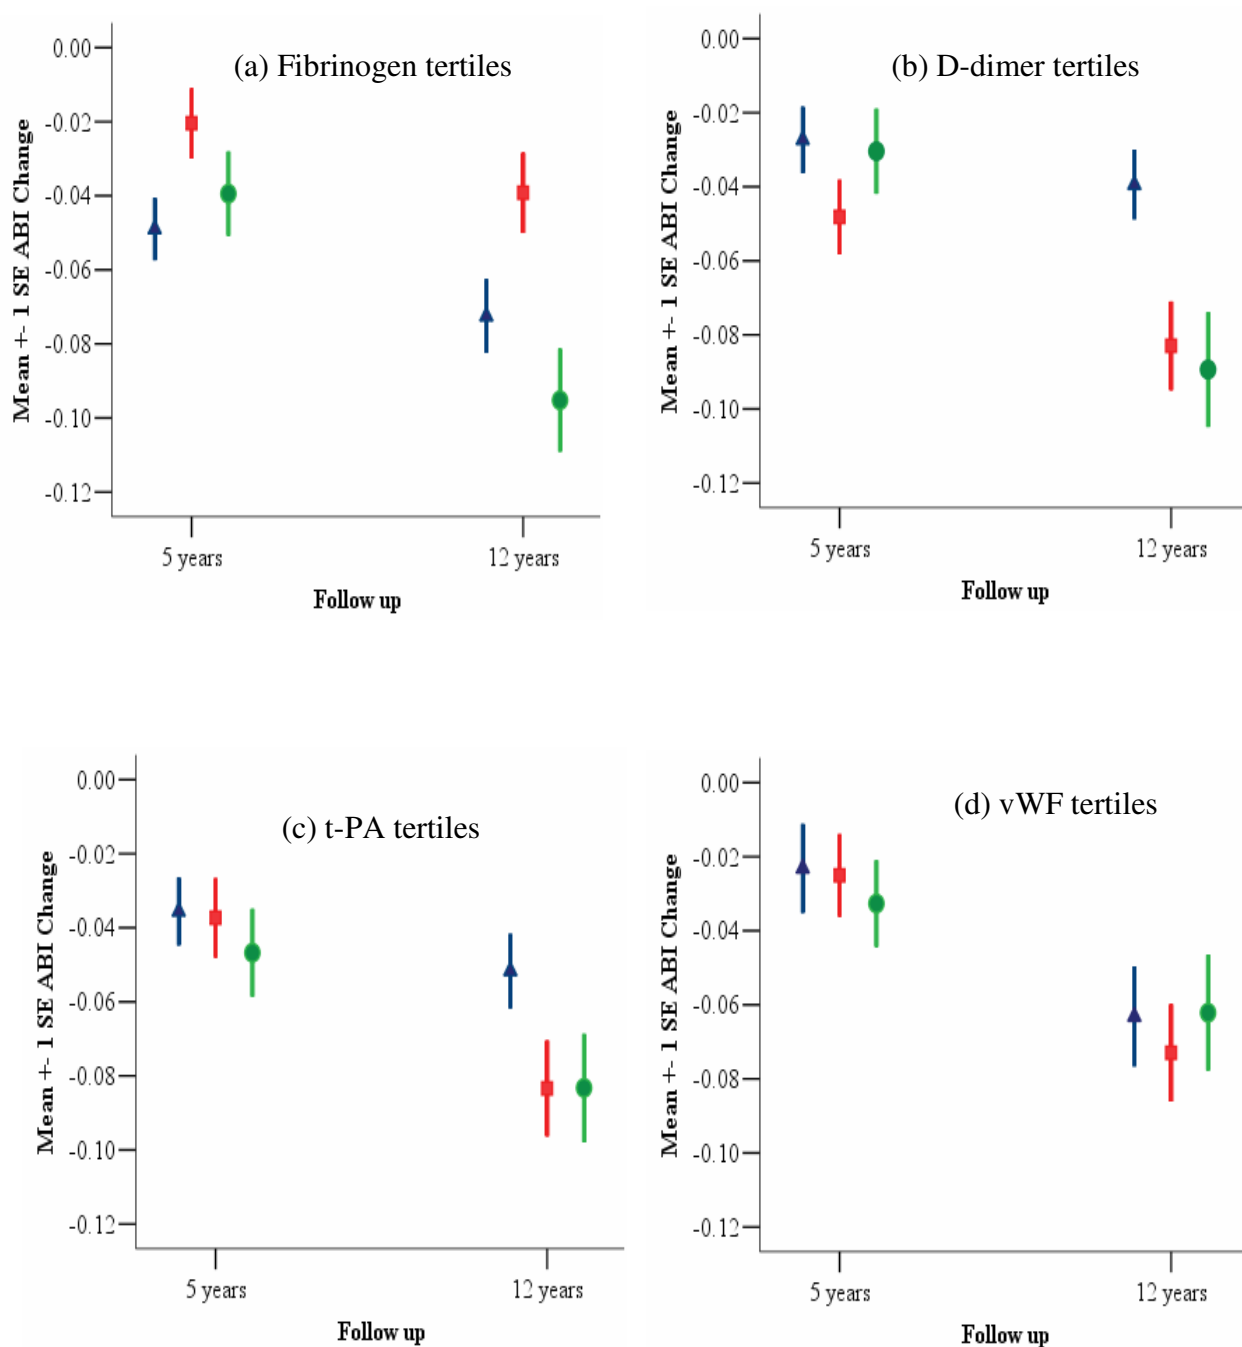 (a) Fibrinogen tertiles
Mean +- 1 SE ABI Change
0.00
-0.02
-0.04
-0.06
-0.08
-0.10
-0.12
5 years
12 years
Follow up
(b) D-dimer tertiles
Mean +- 1 SE ABI Change
0.00
-0.02
-0.04
-0.06
-0.08
-0.10
-0.12
5 years
12 years
Follow up
(c) t-PA tertiles
Mean +- 1 SE ABI Change
0.00
-0.02
-0.04
-0.06
-0.08
-0.10
-0.12
5 years
12 years
Follow up
(d) vWF tertiles
Mean +- 1 SE ABI Change
0.00
-0.02
-0.04
-0.06
-0.08
-0.10
-0.12
5 years
12 years
Follow up